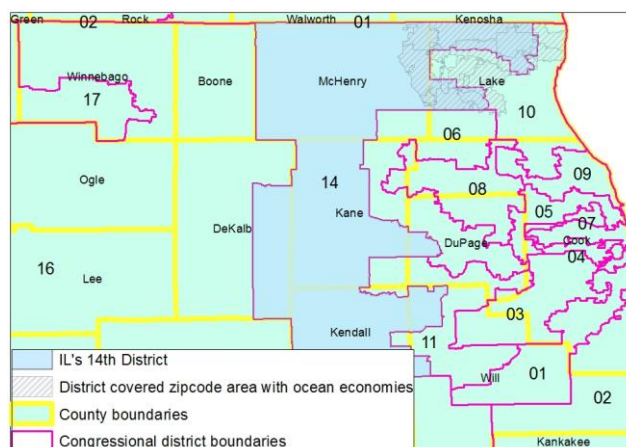 02
01
Green
Rock
Walworth
Kenosha
Winnebago
17
Boone
McHenry
Lake
10
06
Ogle
14
09
08
DeKalb
Kane
05
07
DuPage
Cook
04
16
Lee
03
Kendall
11
Will
01
02
Kankakee
IL's 14th District
District covered zipcode area with ocean economies
County boundaries
Congressional district boundaries